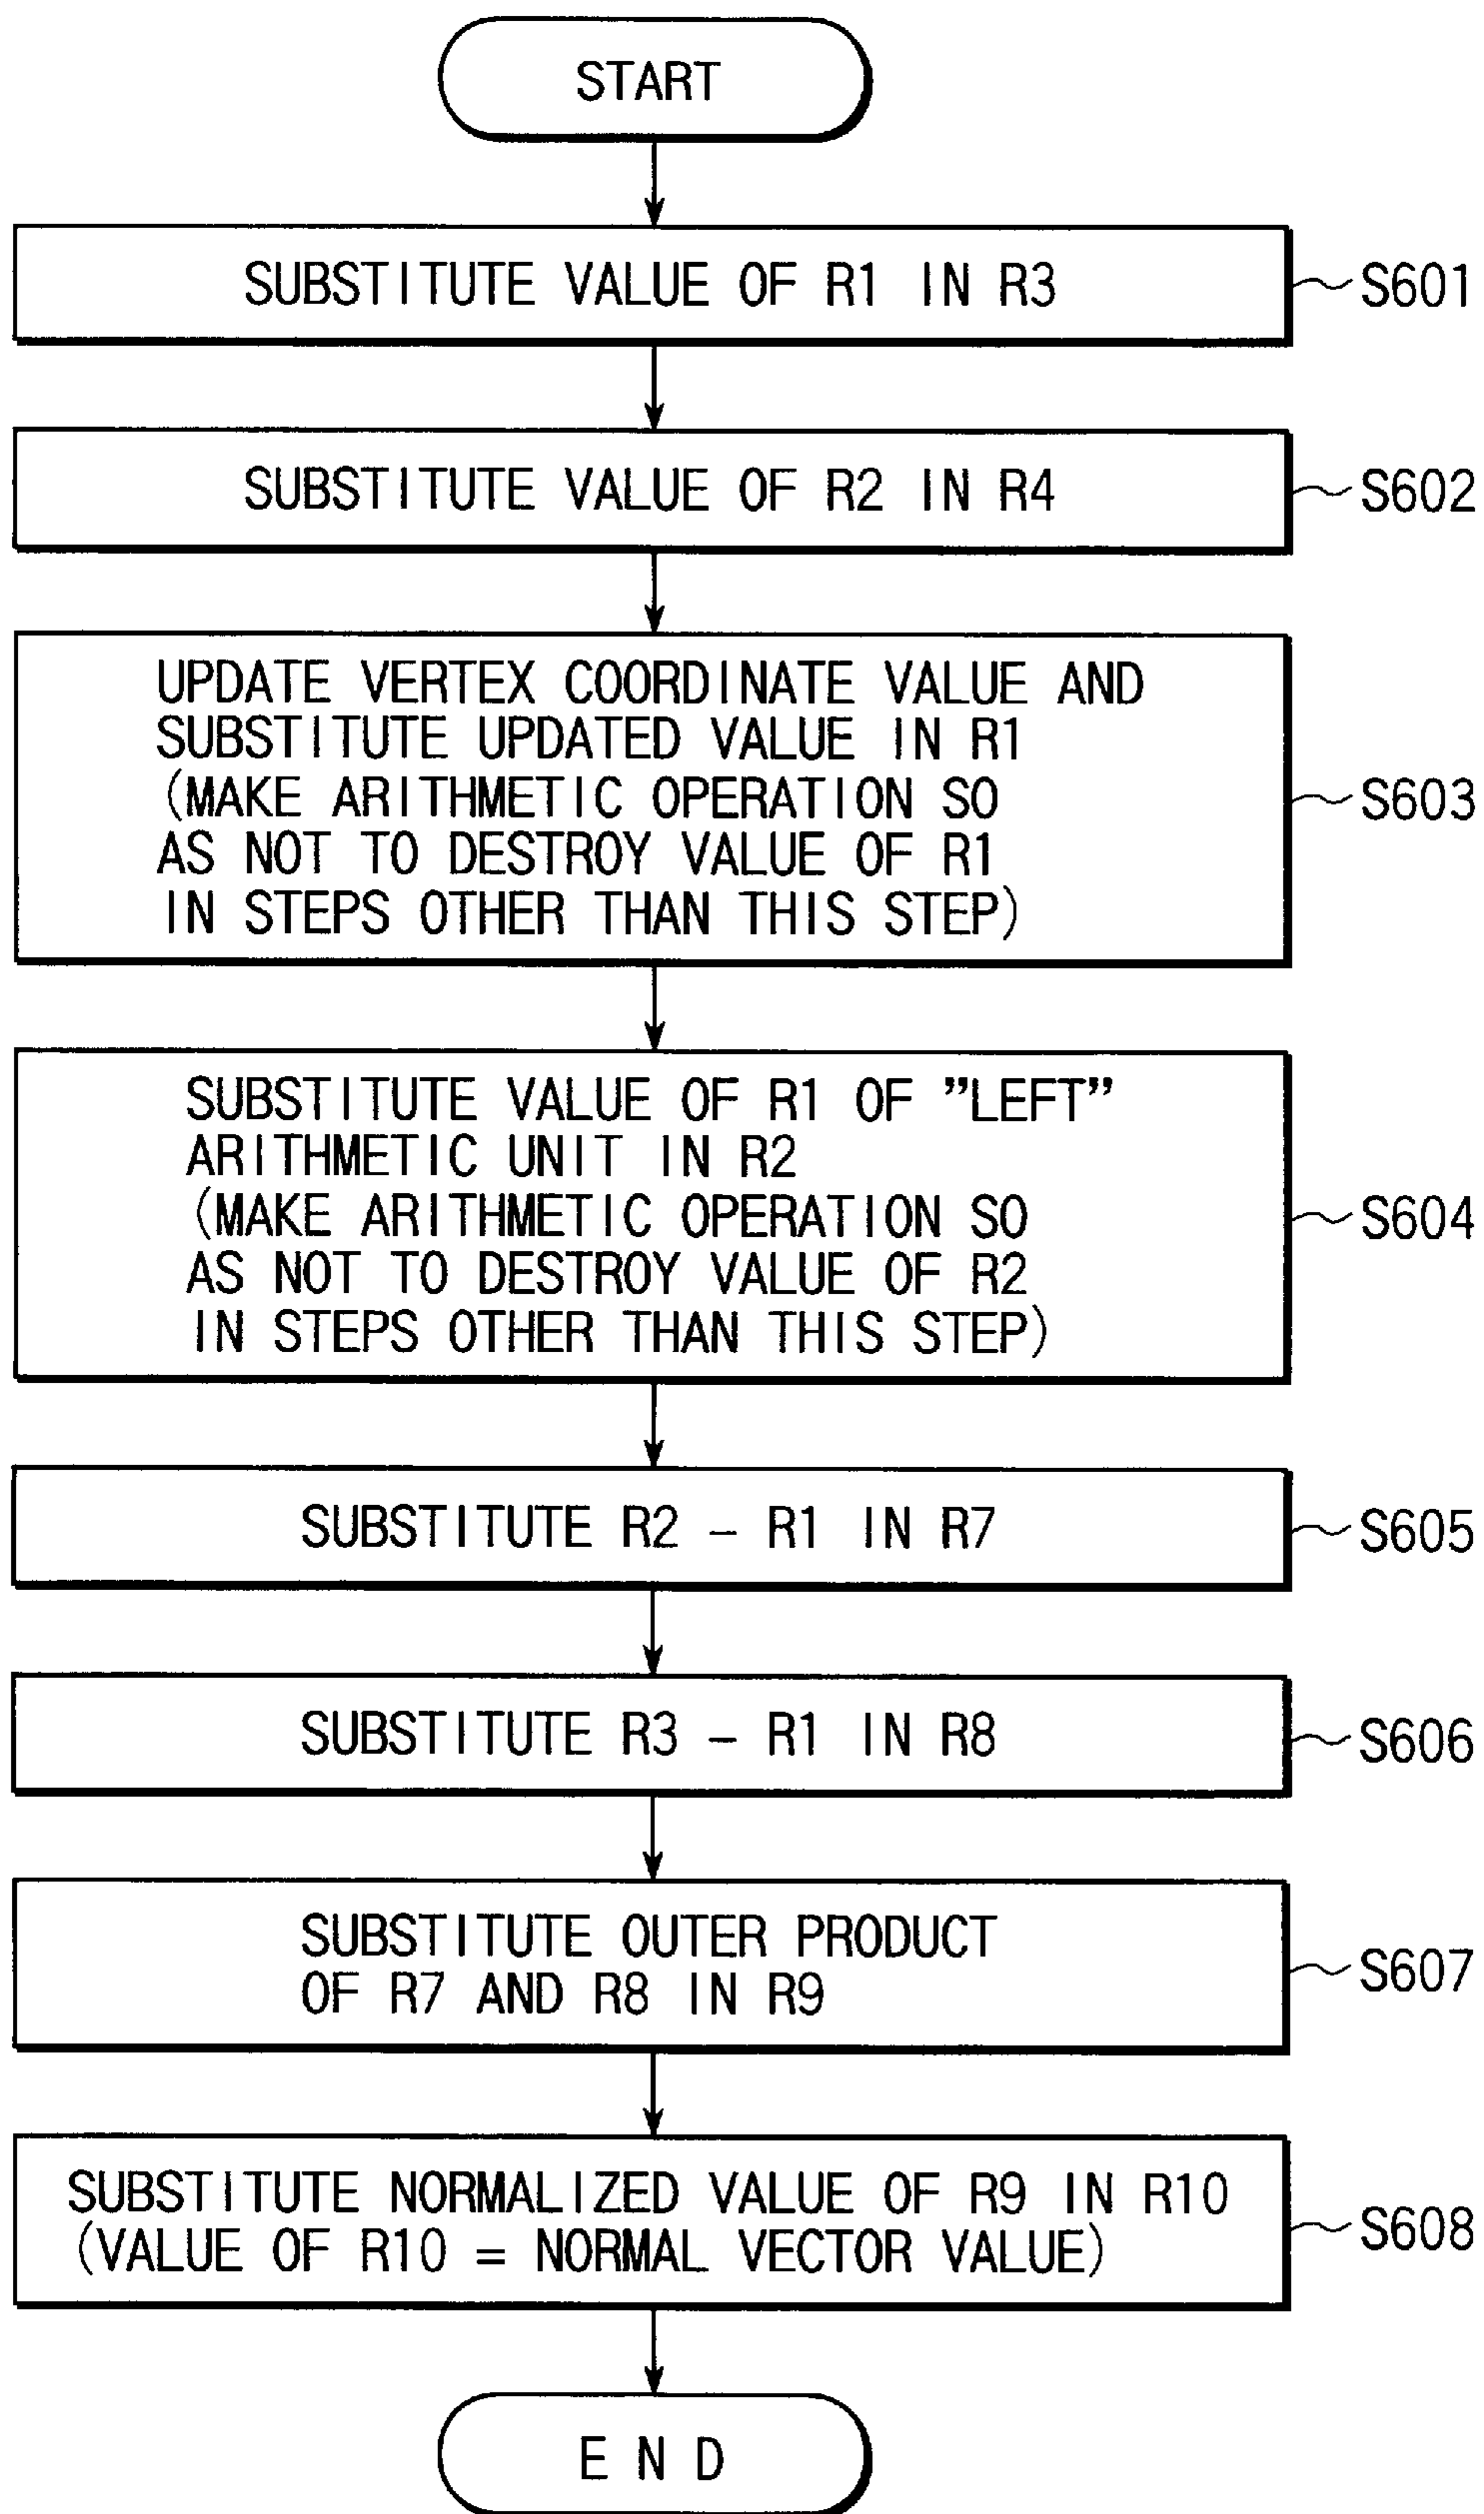 START
SUBSTITUTE VALUE OF R1 IN R3
S601
SUBSTITUTE VALUE OF R2 IN R4
S602
UPDATE VERTEX COORDINATE VALUE AND
SUBSTITUTE UPDATED VALUE IN R1
(MAKE ARITHMETIC OPERATION SO
AS NOT TO DESTROY VALUE OF R1
IN STEPS OTHER THAN THIS STEP)
S603
SUBSTITUTE VALUE OF R1 OF ”LEFT”
ARITHMETIC UNIT IN R2
(MAKE ARITHMETIC OPERATION SO
AS NOT TO DESTROY VALUE OF R2
IN STEPS OTHER THAN THIS STEP)
S604
SUBSTITUTE R2 – R1 IN R7
S605
SUBSTITUTE R3 – R1 IN R8
S606
SUBSTITUTE OUTER PRODUCT
OF R7 AND R8 IN R9
S607
SUBSTITUTE NORMALIZED VALUE OF R9 IN R10
(VALUE OF R10 = NORMAL VECTOR VALUE)
S608
END